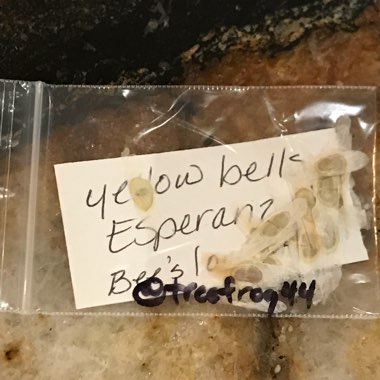 yellow bells
Esperanz
Bee's lo
@treefrog44